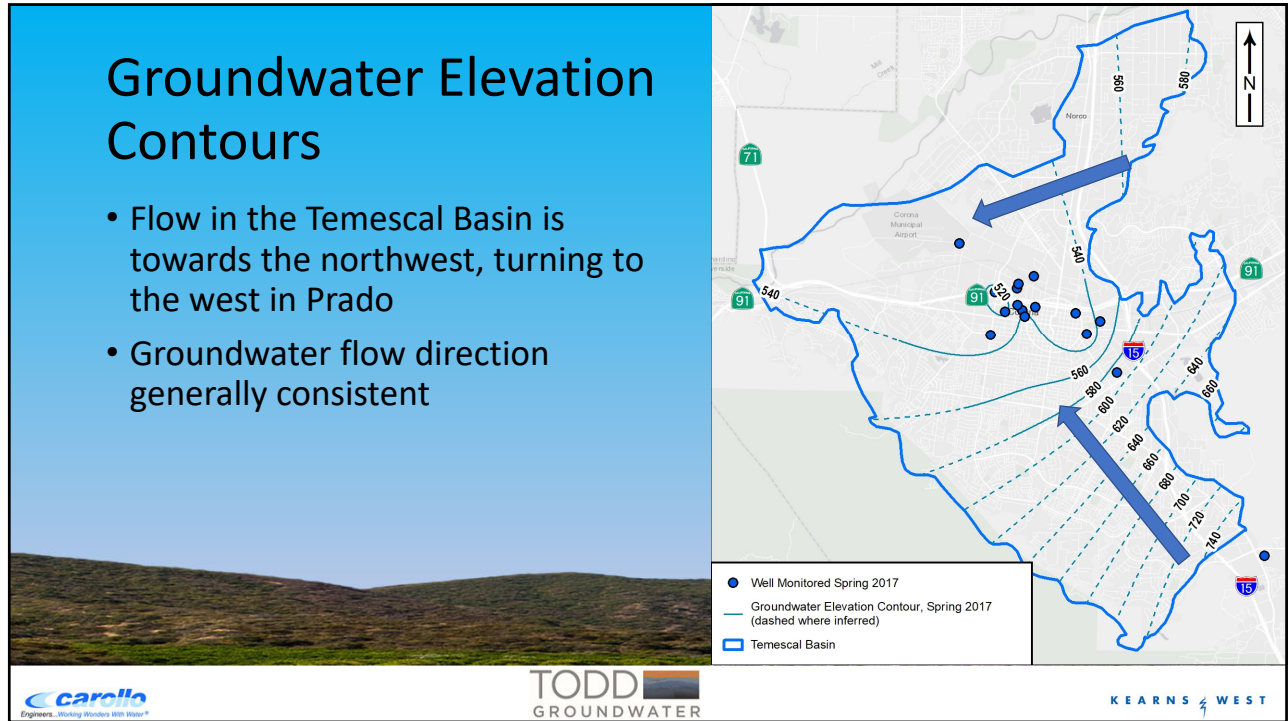 Groundwater Elevation
Contours
• Flow in the Temescal Basin is
towards the northwest, turning to
the west in Prado
• Groundwater flow direction
generally consistent
N
Mill
Creek
560
580
Norco
71
Corona
Municipal
Airport
540
91
540
91
520
91
15
560
580
600
620
640
660
640
660
680
700
720
740
15
Well Monitored Spring 2017
Groundwater Elevation Contour, Spring 2017
(dashed where inferred)
Temescal Basin
carollo
Engineers...Working Wonders With Water®
TODD
GROUNDWATER
KEARNS WEST